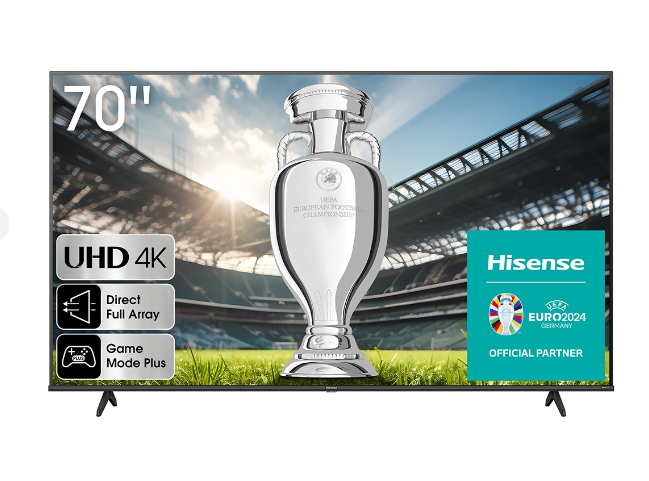 70"
UEFA
EUROPEAN FOOTBALL
CHAMPIONSHIP
UHD 4K
Direct
Full Array
Game
Mode Plus
PLUS
Hisense
UEFA
EURO2024
GERMANY
OFFICIAL PARTNER